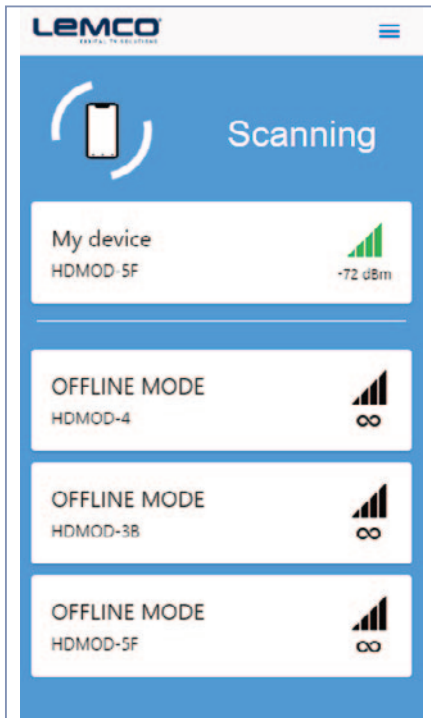 LEMCO
DIGITAL TV SOLUTIONS
Scanning
My device
HDMOD-5F
-72 dBm
OFFLINE MODE
HDMOD-4
∞
OFFLINE MODE
HDMOD-3B
∞
OFFLINE MODE
HDMOD-5F
∞